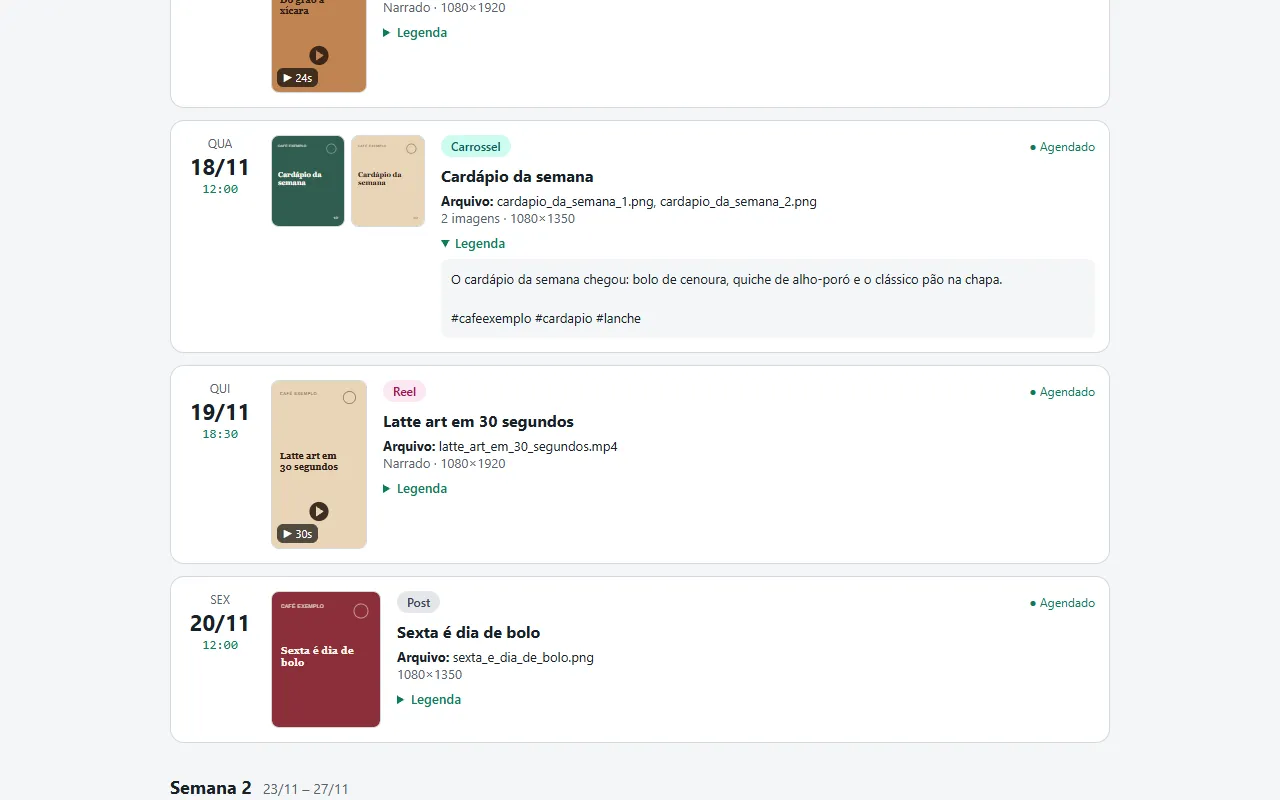 Do grão à
xícara
▶ 24s
Narrado · 1080×1920
▶ Legenda
QUA
18/11
12:00
CAFÉ EXEMPLO
Cardápio da
semana
CAFÉ EXEMPLO
Cardápio da
semana
Carrossel
● Agendado
Cardápio da semana
Arquivo: cardapio_da_semana_1.png, cardapio_da_semana_2.png
2 imagens · 1080×1350
▼ Legenda
O cardápio da semana chegou: bolo de cenoura, quiche de alho-poró e o clássico pão na chapa.
#cafeexemplo #cardapio #lanche
QUI
19/11
18:30
CAFÉ EXEMPLO
Latte art em
30 segundos
▶ 30s
Reel
● Agendado
Latte art em 30 segundos
Arquivo: latte_art_em_30_segundos.mp4
Narrado · 1080×1920
▶ Legenda
SEX
20/11
12:00
CAFÉ EXEMPLO
Sexta é dia de
bolo
Post
● Agendado
Sexta é dia de bolo
Arquivo: sexta_e_dia_de_bolo.png
1080×1350
▶ Legenda
Semana 2 23/11 – 27/11